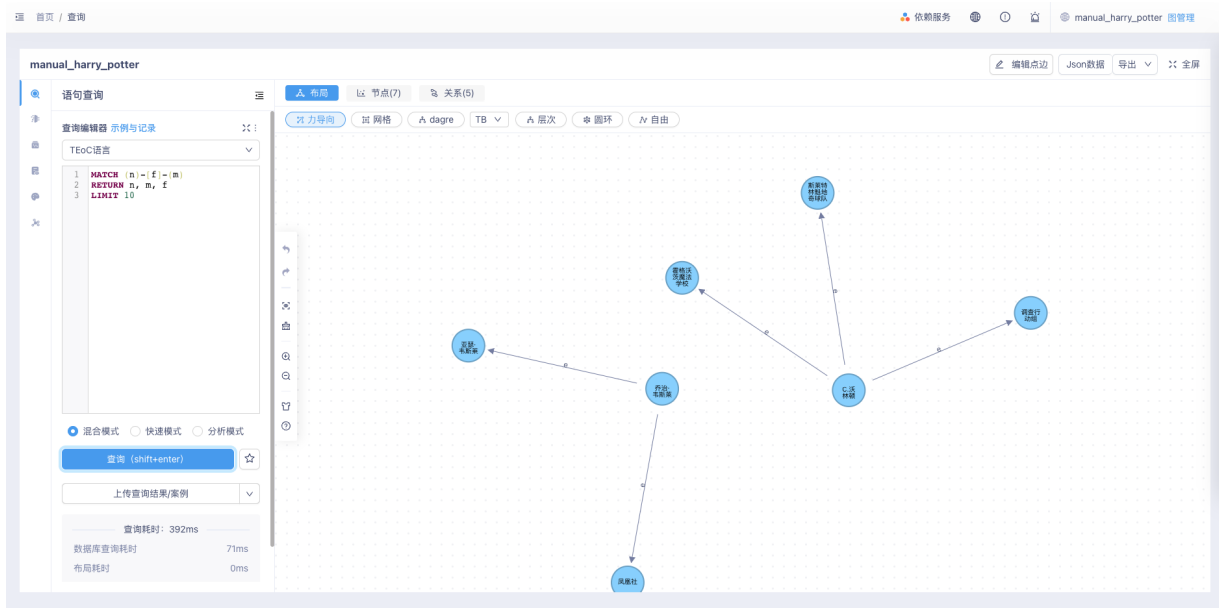 首页 / 查询
依赖服务
manual_harry_potter 图管理
manual_harry_potter
编辑点边
Json数据
导出
全屏
语句查询
布局
节点(7)
关系(5)
查询编辑器 示例与记录
力导向
网格
dagre
TB
层次
圆环
自由
TEoC语言
1 MATCH (n)-[f]-(m)
2 RETURN n, m, f
3 LIMIT 10
斯莱特
林魁地
奇球队
霍格沃
茨魔法
学校
调查行
动组
亚瑟·
韦斯莱
乔治·
韦斯莱
C.沃
林顿
凤凰社
混合模式
快速模式
分析模式
查询（shift+enter）
上传查询结果/案例
查询耗时：392ms
数据库查询耗时 71ms
布局耗时 0ms